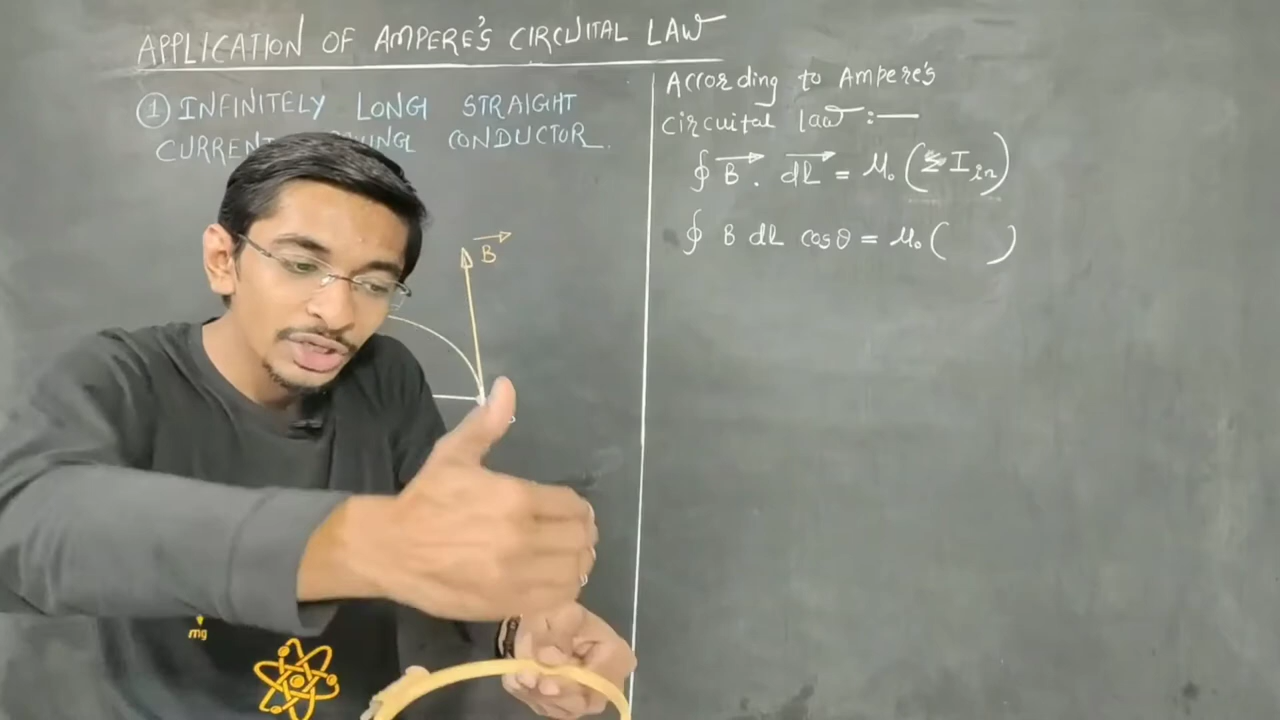 APPLICATION OF AMPERE'S CIRCUITAL LAW
① INFINITELY LONG STRAIGHT
CONDUCTOR.
B
mg
According to Ampere's
circuital law :—
∮ B⃗ . dl⃗ = μ₀ (Σ I in)
∮ B dl cosθ = μ₀ ( )